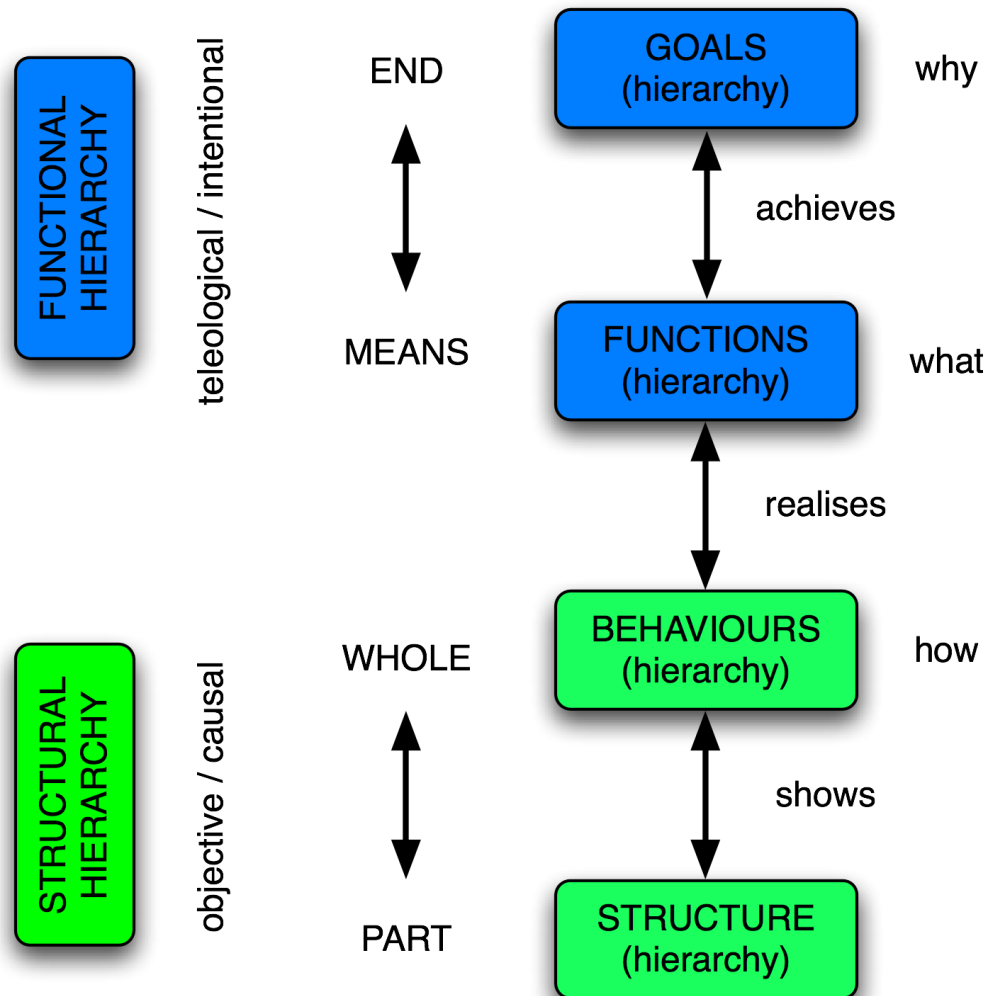 FUNCTIONAL
HIERARCHY
teleological / intentional
END
MEANS
GOALS
(hierarchy)
why
achieves
FUNCTIONS
(hierarchy)
what
realises
STRUCTURAL
HIERARCHY
objective / causal
WHOLE
PART
BEHAVIOURS
(hierarchy)
how
shows
STRUCTURE
(hierarchy)